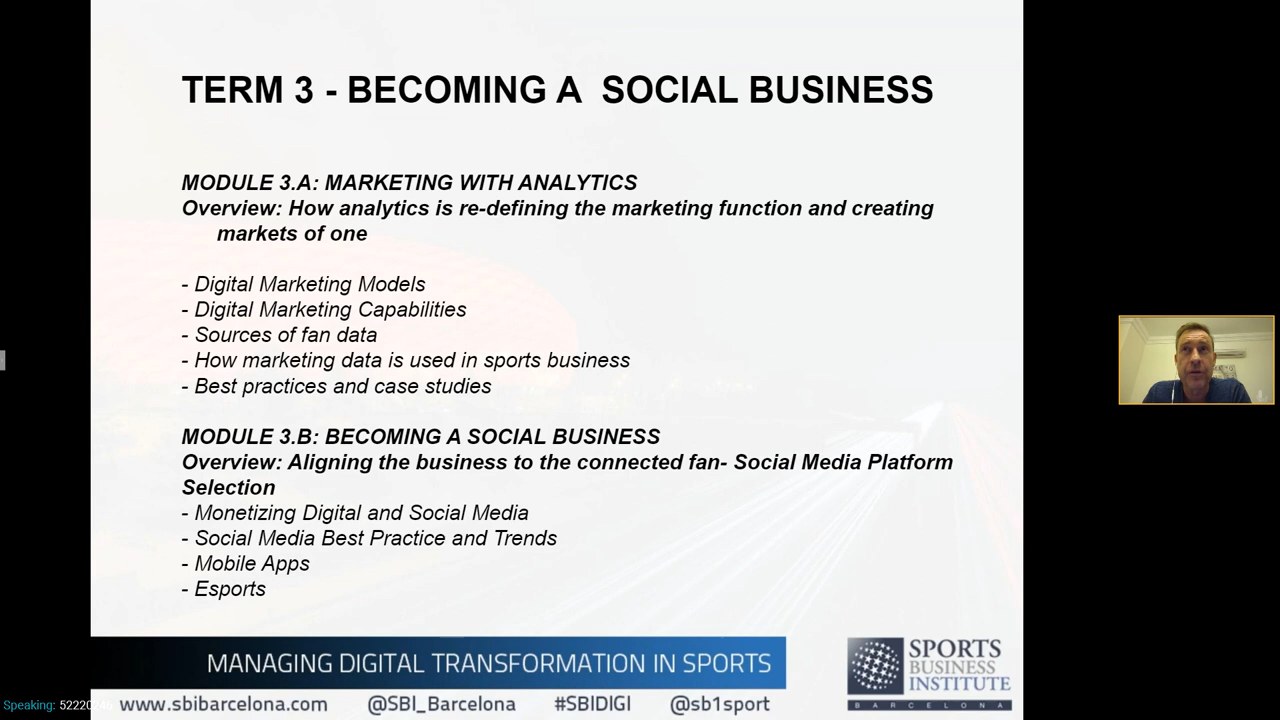 TERM 3 - BECOMING A SOCIAL BUSINESS
MODULE 3.A: MARKETING WITH ANALYTICS
Overview: How analytics is re-defining the marketing function and creating
markets of one
- Digital Marketing Models
- Digital Marketing Capabilities
- Sources of fan data
- How marketing data is used in sports business
- Best practices and case studies
MODULE 3.B: BECOMING A SOCIAL BUSINESS
Overview: Aligning the business to the connected fan- Social Media Platform
Selection
- Monetizing Digital and Social Media
- Social Media Best Practice and Trends
- Mobile Apps
- Esports
MANAGING DIGITAL TRANSFORMATION IN SPORTS
SPORTS
BUSINESS
INSTITUTE
BARCELONA
www.sbibarcelona.com @SBI_Barcelona #SBIDIGI @sb1sport
Speaking: